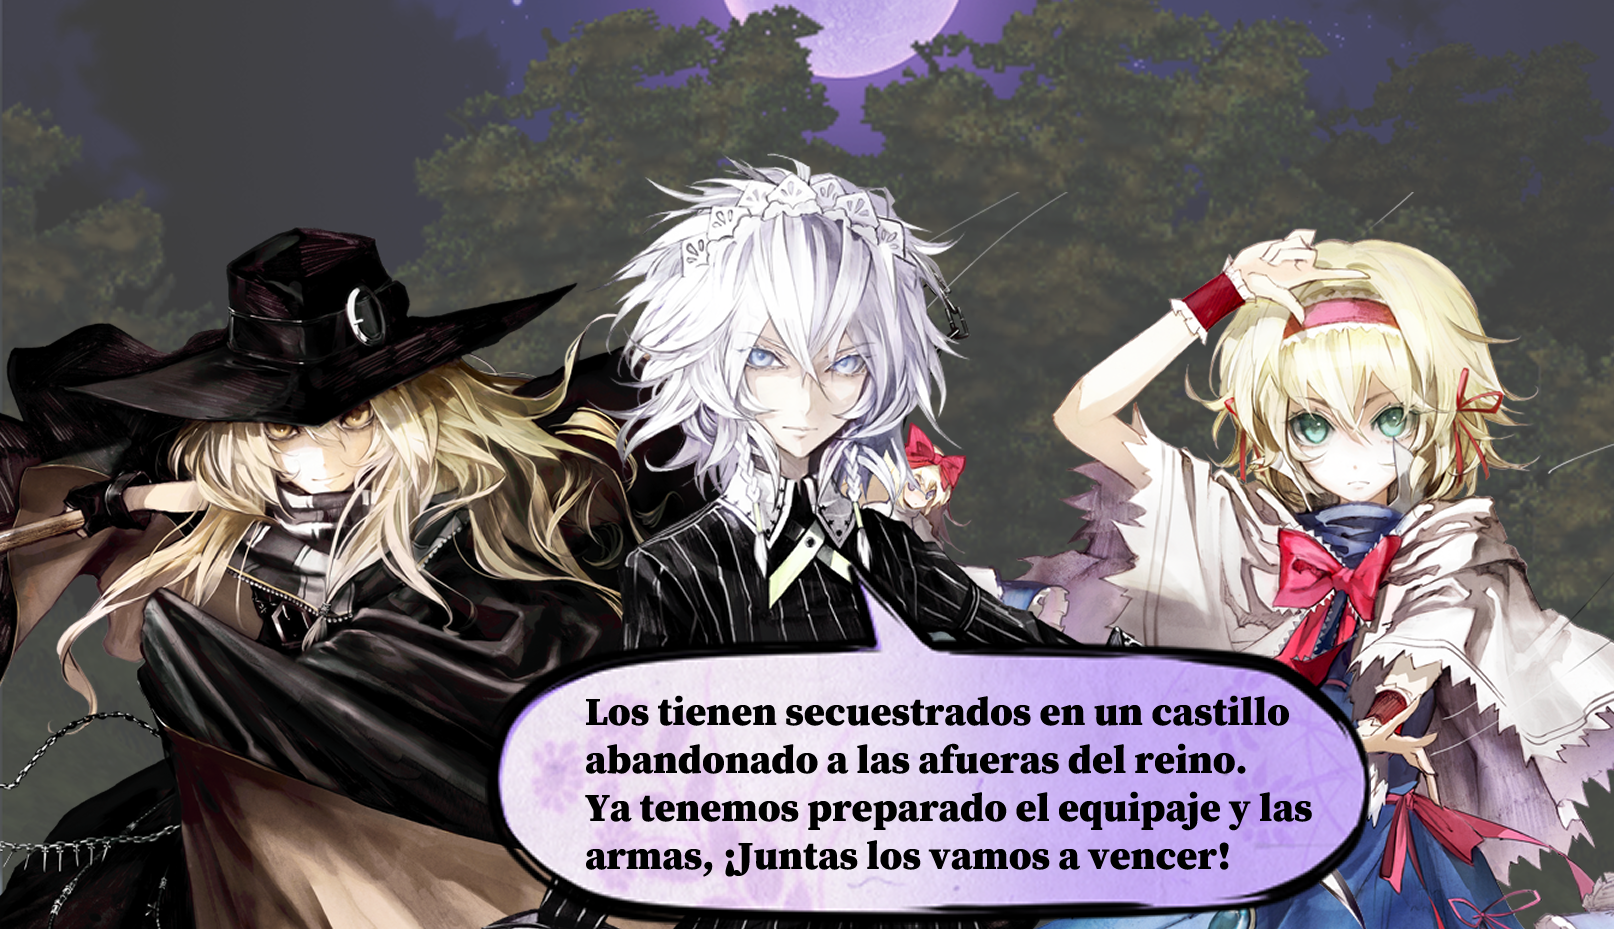 Los tienen secuestrados en un castillo
abandonado a las afueras del reino.
Ya tenemos preparado el equipaje y las
armas, ¡Juntas los vamos a vencer!